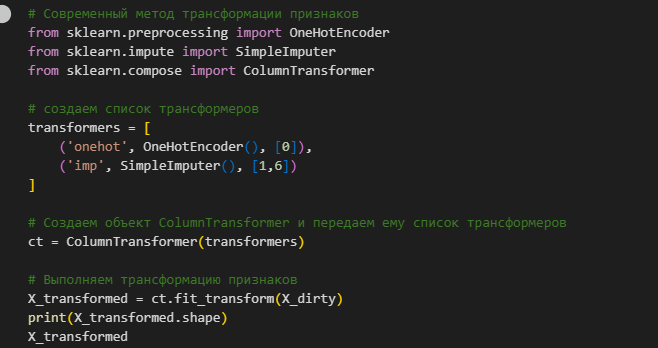 # Современный метод трансформации признаков
from sklearn.preprocessing import OneHotEncoder
from sklearn.impute import SimpleImputer
from sklearn.compose import ColumnTransformer
# создаем список трансформеров
transformers = [
('onehot', OneHotEncoder(), [0]),
('imp', SimpleImputer(), [1,6])
]
# Создаем объект ColumnTransformer и передаем ему список трансформеров
ct = ColumnTransformer(transformers)
# Выполняем трансформацию признаков
X_transformed = ct.fit_transform(X_dirty)
print(X_transformed.shape)
X_transformed